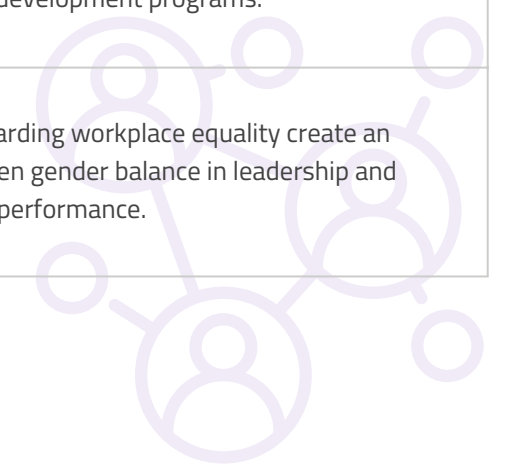 development programs.
arding workplace equality create an
en gender balance in leadership and
performance.